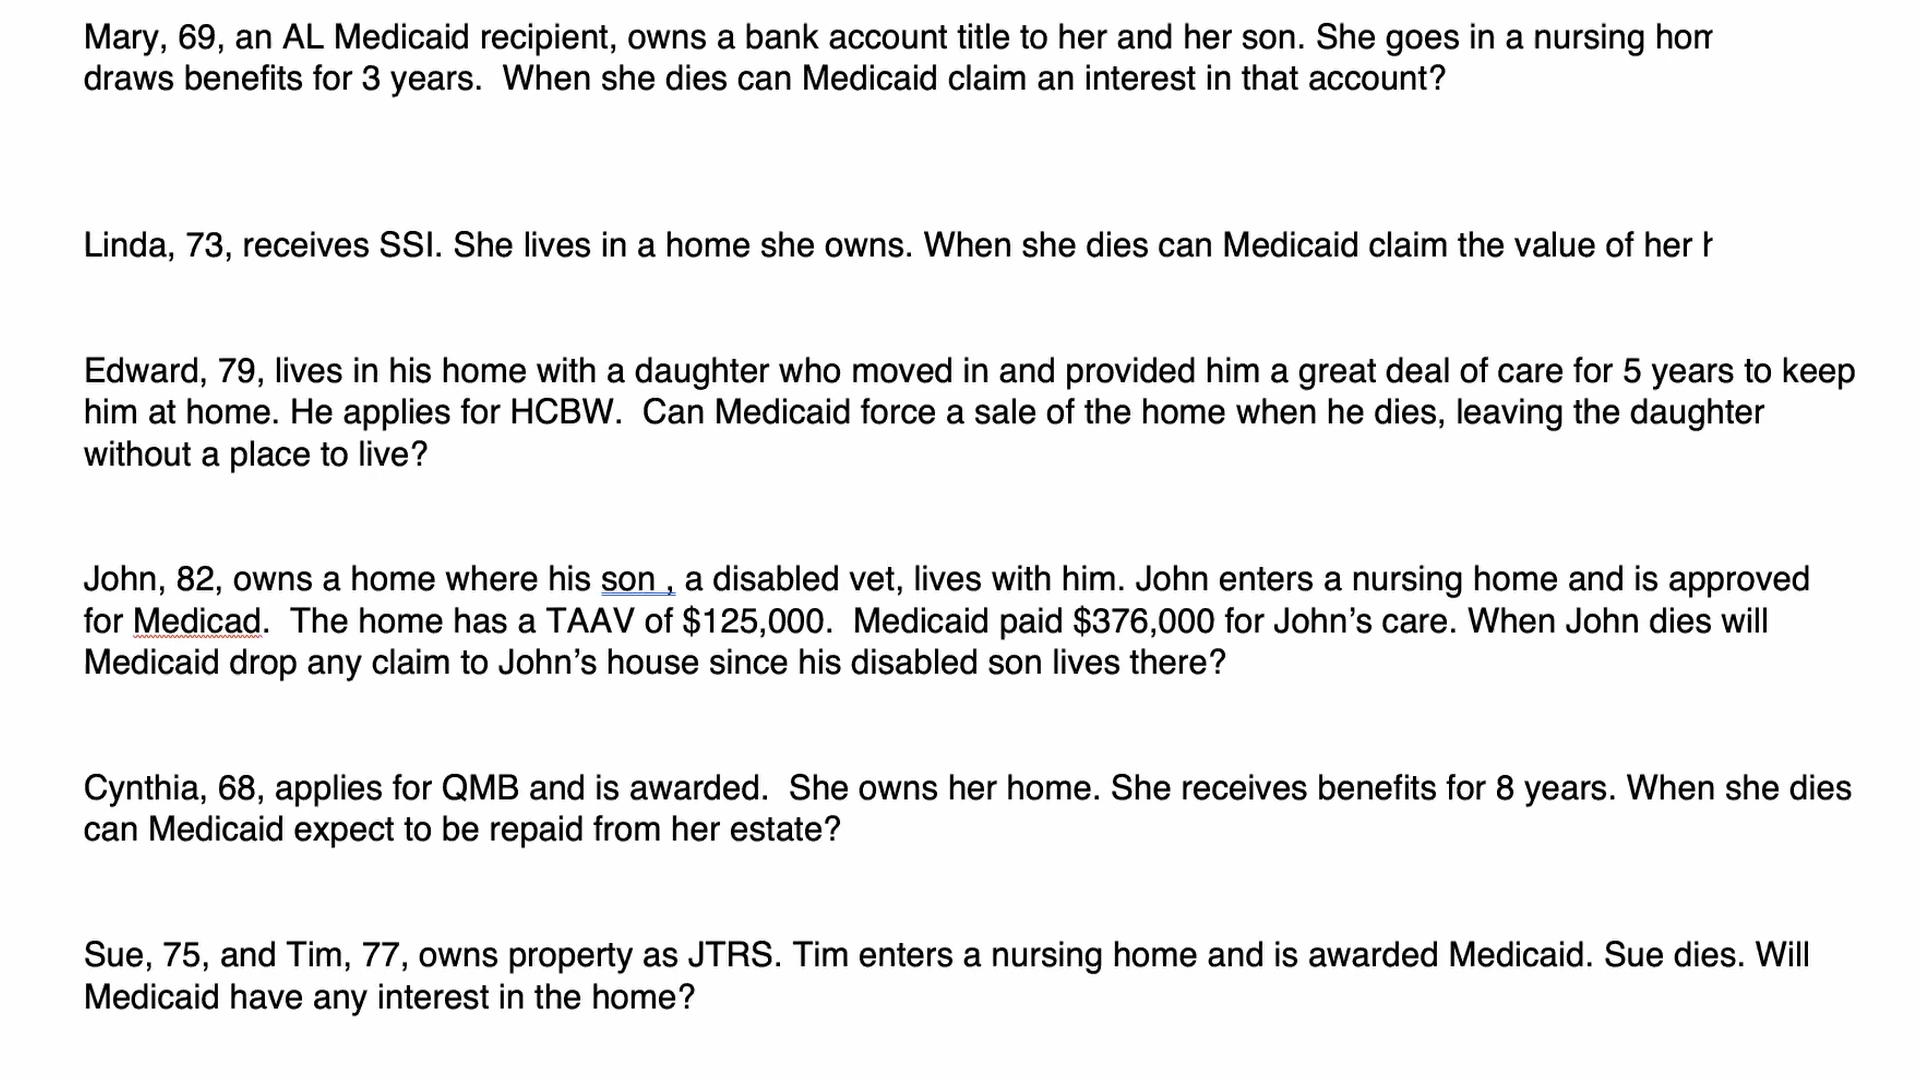 Mary, 69, an AL Medicaid recipient, owns a bank account title to her and her son. She goes in a nursing
draws benefits for 3 years.  When she dies can Medicaid claim an interest in that account?
Linda, 73, receives SSI. She lives in a home she owns. When she dies can Medicaid claim the value of her
Edward, 79, lives in his home with a daughter who moved in and provided him a great deal of care for 5 years to keep
him at home. He applies for HCBW.  Can Medicaid force a sale of the home when he dies, leaving the daughter
without a place to live?
John, 82, owns a home where his son , a disabled vet, lives with him. John enters a nursing home and is approved
for Medicad.  The home has a TAAV of $125,000.  Medicaid paid $376,000 for John’s care. When John dies will
Medicaid drop any claim to John’s house since his disabled son lives there?
Cynthia, 68, applies for QMB and is awarded.  She owns her home. She receives benefits for 8 years. When she dies
can Medicaid expect to be repaid from her estate?
Sue, 75, and Tim, 77, owns property as JTRS. Tim enters a nursing home and is awarded Medicaid. Sue dies. Will
Medicaid have any interest in the home?